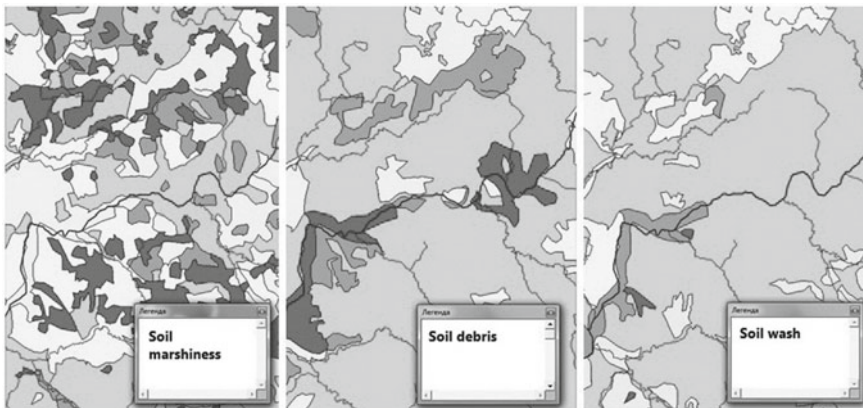 Легенда
Soil
marshiness
Легенда
Soil debris
Легенда
Soil wash